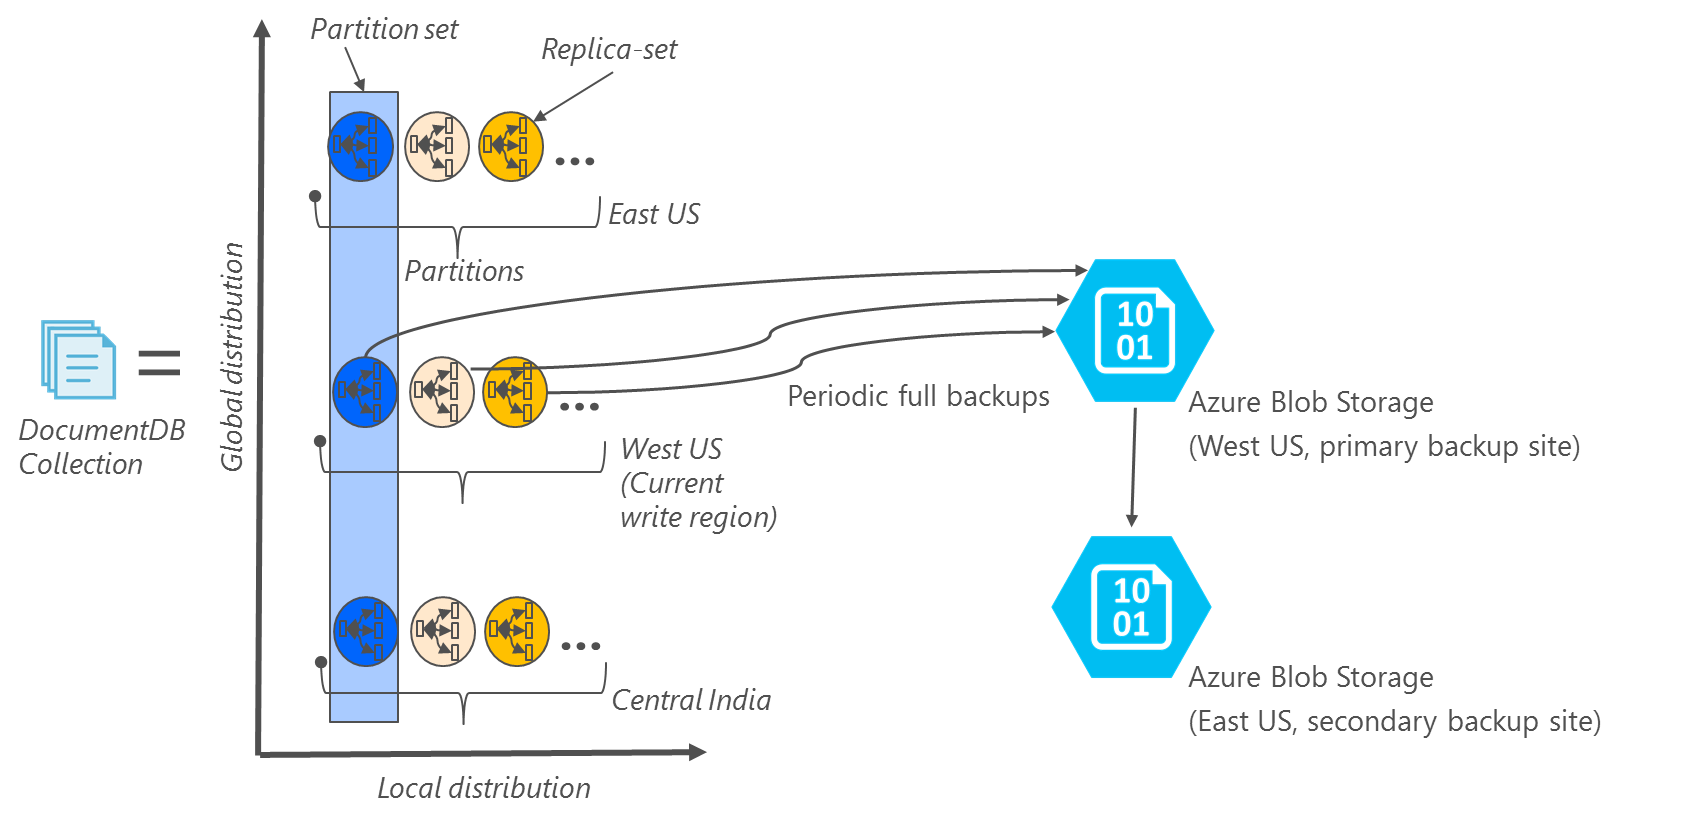 Partition set
Replica-set
East US
Partitions
Global distribution
DocumentDB
Collection
West US
(Current
write region)
Periodic full backups
10
01
Azure Blob Storage
(West US, primary backup site)
10
01
Azure Blob Storage
(East US, secondary backup site)
Central India
Local distribution